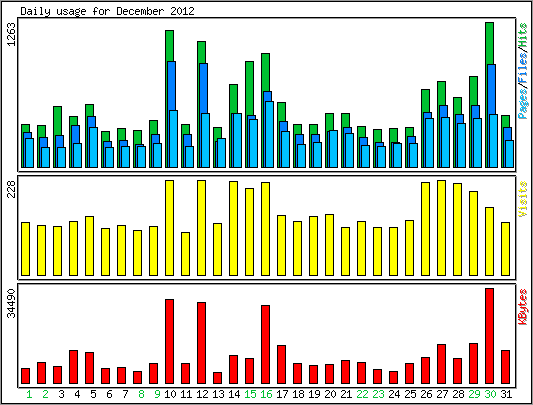 Daily usage for December 2012
1263
Pages/Files/Hits
228
Visits
34490
KBytes
1 2 3 4 5 6 7 8 9 10 11 12 13 14 15 16 17 18 19 20 21 22 23 24 25 26 27 28 29 30 31